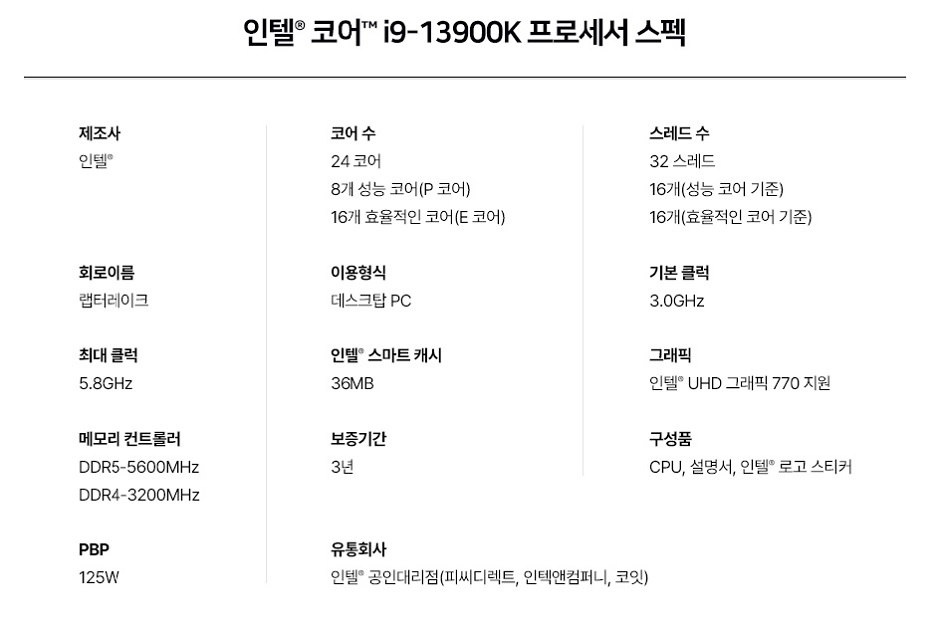 인텔® 코어™ i9-13900K 프로세서 스펙
제조사
인텔®
코어 수
24 코어
8개 성능 코어(P 코어)
16개 효율적인 코어(E 코어)
스레드 수
32 스레드
16개(성능 코어 기준)
16개(효율적인 코어 기준)
회로이름
랩터레이크
이용형식
데스크탑 PC
기본 클럭
3.0GHz
최대 클럭
5.8GHz
인텔® 스마트 캐시
36MB
그래픽
인텔® UHD 그래픽 770 지원
메모리 컨트롤러
DDR5-5600MHz
DDR4-3200MHz
보증기간
3년
구성품
CPU, 설명서, 인텔® 로고 스티커
PBP
125W
유통회사
인텔® 공인대리점(피씨디렉트, 인텍앤컴퍼니, 코잇)